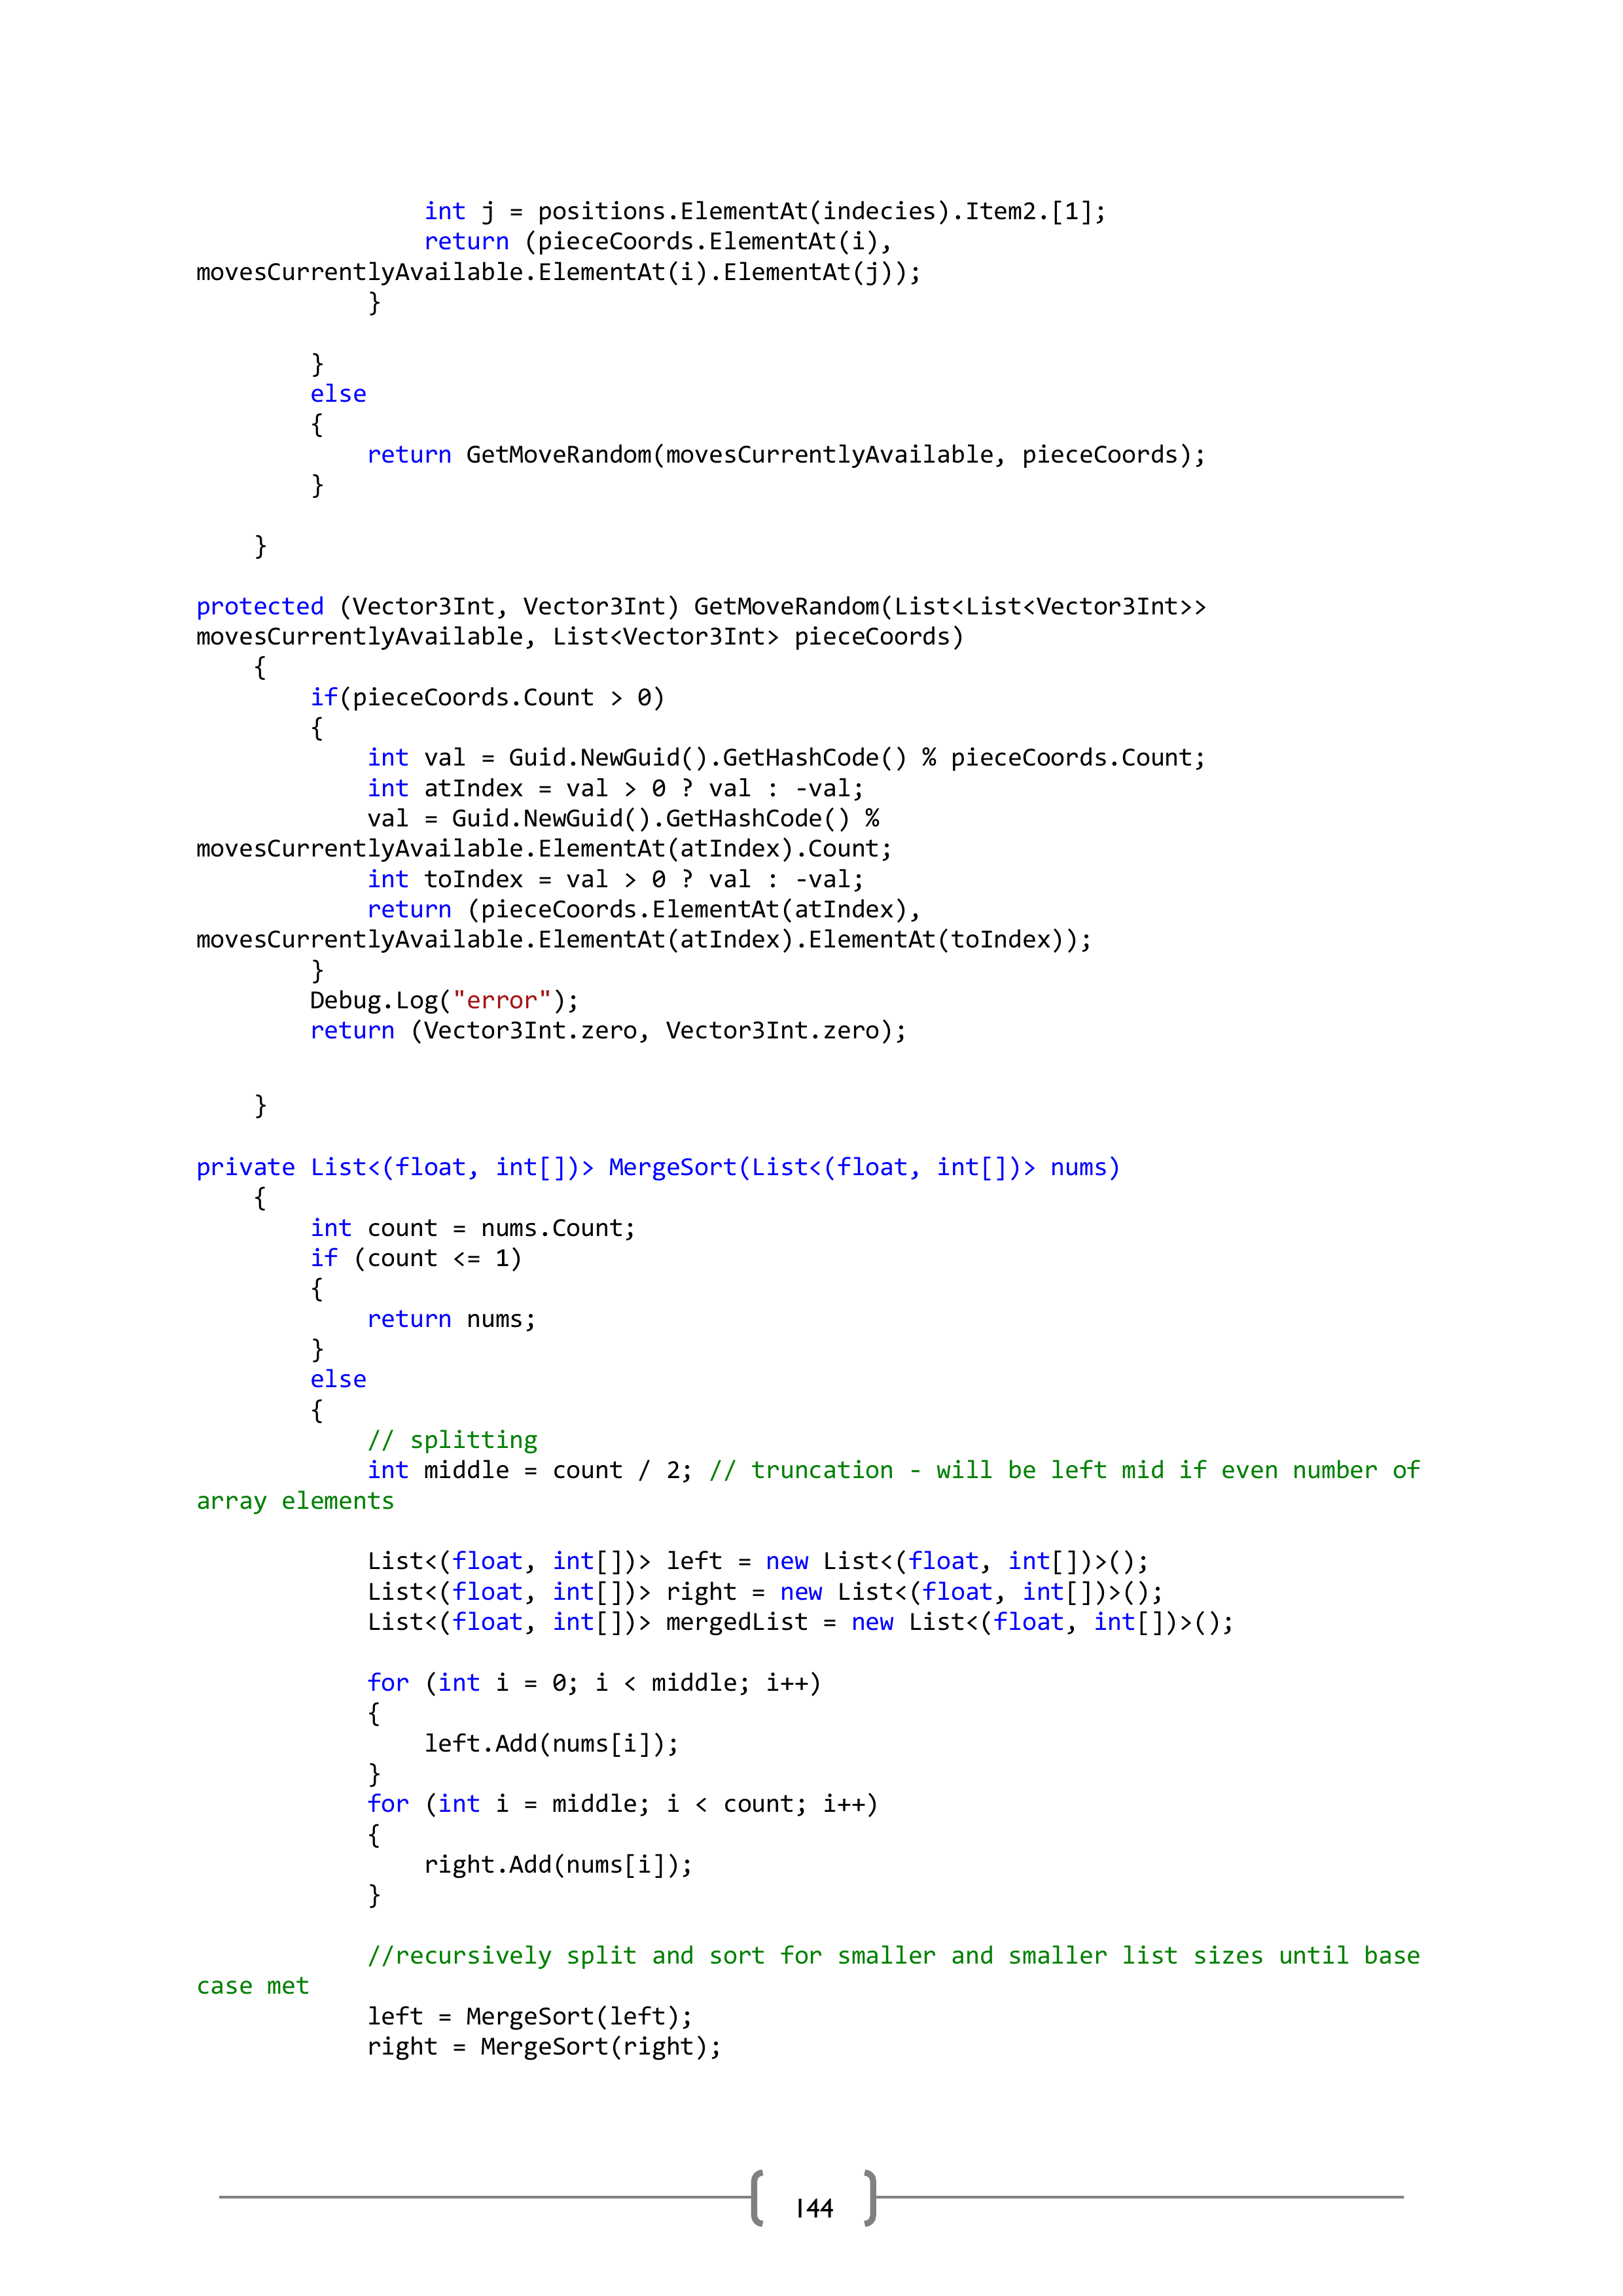 int j = positions.ElementAt(indecies).Item2.[1];
return (pieceCoords.ElementAt(i),
movesCurrentlyAvailable.ElementAt(i).ElementAt(j));
}
}
else
{
return GetMoveRandom(movesCurrentlyAvailable, pieceCoords);
}
}
protected (Vector3Int, Vector3Int) GetMoveRandom(List<List<Vector3Int>>
movesCurrentlyAvailable, List<Vector3Int> pieceCoords)
{
if(pieceCoords.Count > 0)
{
int val = Guid.NewGuid().GetHashCode() % pieceCoords.Count;
int atIndex = val > 0 ? val : -val;
val = Guid.NewGuid().GetHashCode() %
movesCurrentlyAvailable.ElementAt(atIndex).Count;
int toIndex = val > 0 ? val : -val;
return (pieceCoords.ElementAt(atIndex),
movesCurrentlyAvailable.ElementAt(atIndex).ElementAt(toIndex));
}
Debug.Log("error");
return (Vector3Int.zero, Vector3Int.zero);
}
private List<(float, int[])> MergeSort(List<(float, int[])> nums)
{
int count = nums.Count;
if (count <= 1)
{
return nums;
}
else
{
// splitting
int middle = count / 2; // truncation - will be left mid if even number of
array elements
List<(float, int[])> left = new List<(float, int[])>();
List<(float, int[])> right = new List<(float, int[])>();
List<(float, int[])> mergedList = new List<(float, int[])>();
for (int i = 0; i < middle; i++)
{
left.Add(nums[i]);
}
for (int i = middle; i < count; i++)
{
right.Add(nums[i]);
}
//recursively split and sort for smaller and smaller list sizes until base
case met
left = MergeSort(left);
right = MergeSort(right);
144